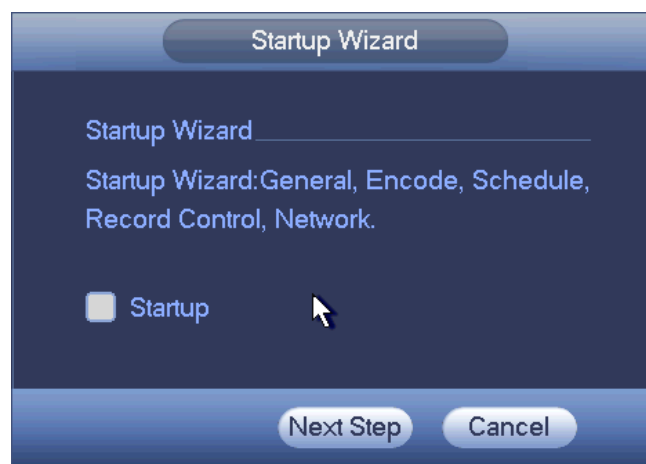 Startup Wizard
Startup Wizard
Startup Wizard:General, Encode, Schedule,
Record Control, Network.
Startup
Next Step Cancel